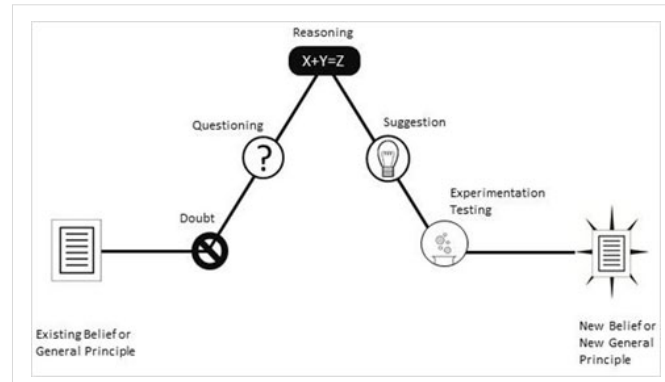 Reasoning
X+Y=Z
Questioning
?
Suggestion
Doubt
Experimentation
Testing
Existing Belief or
General Principle
New Belief or
New General
Principle